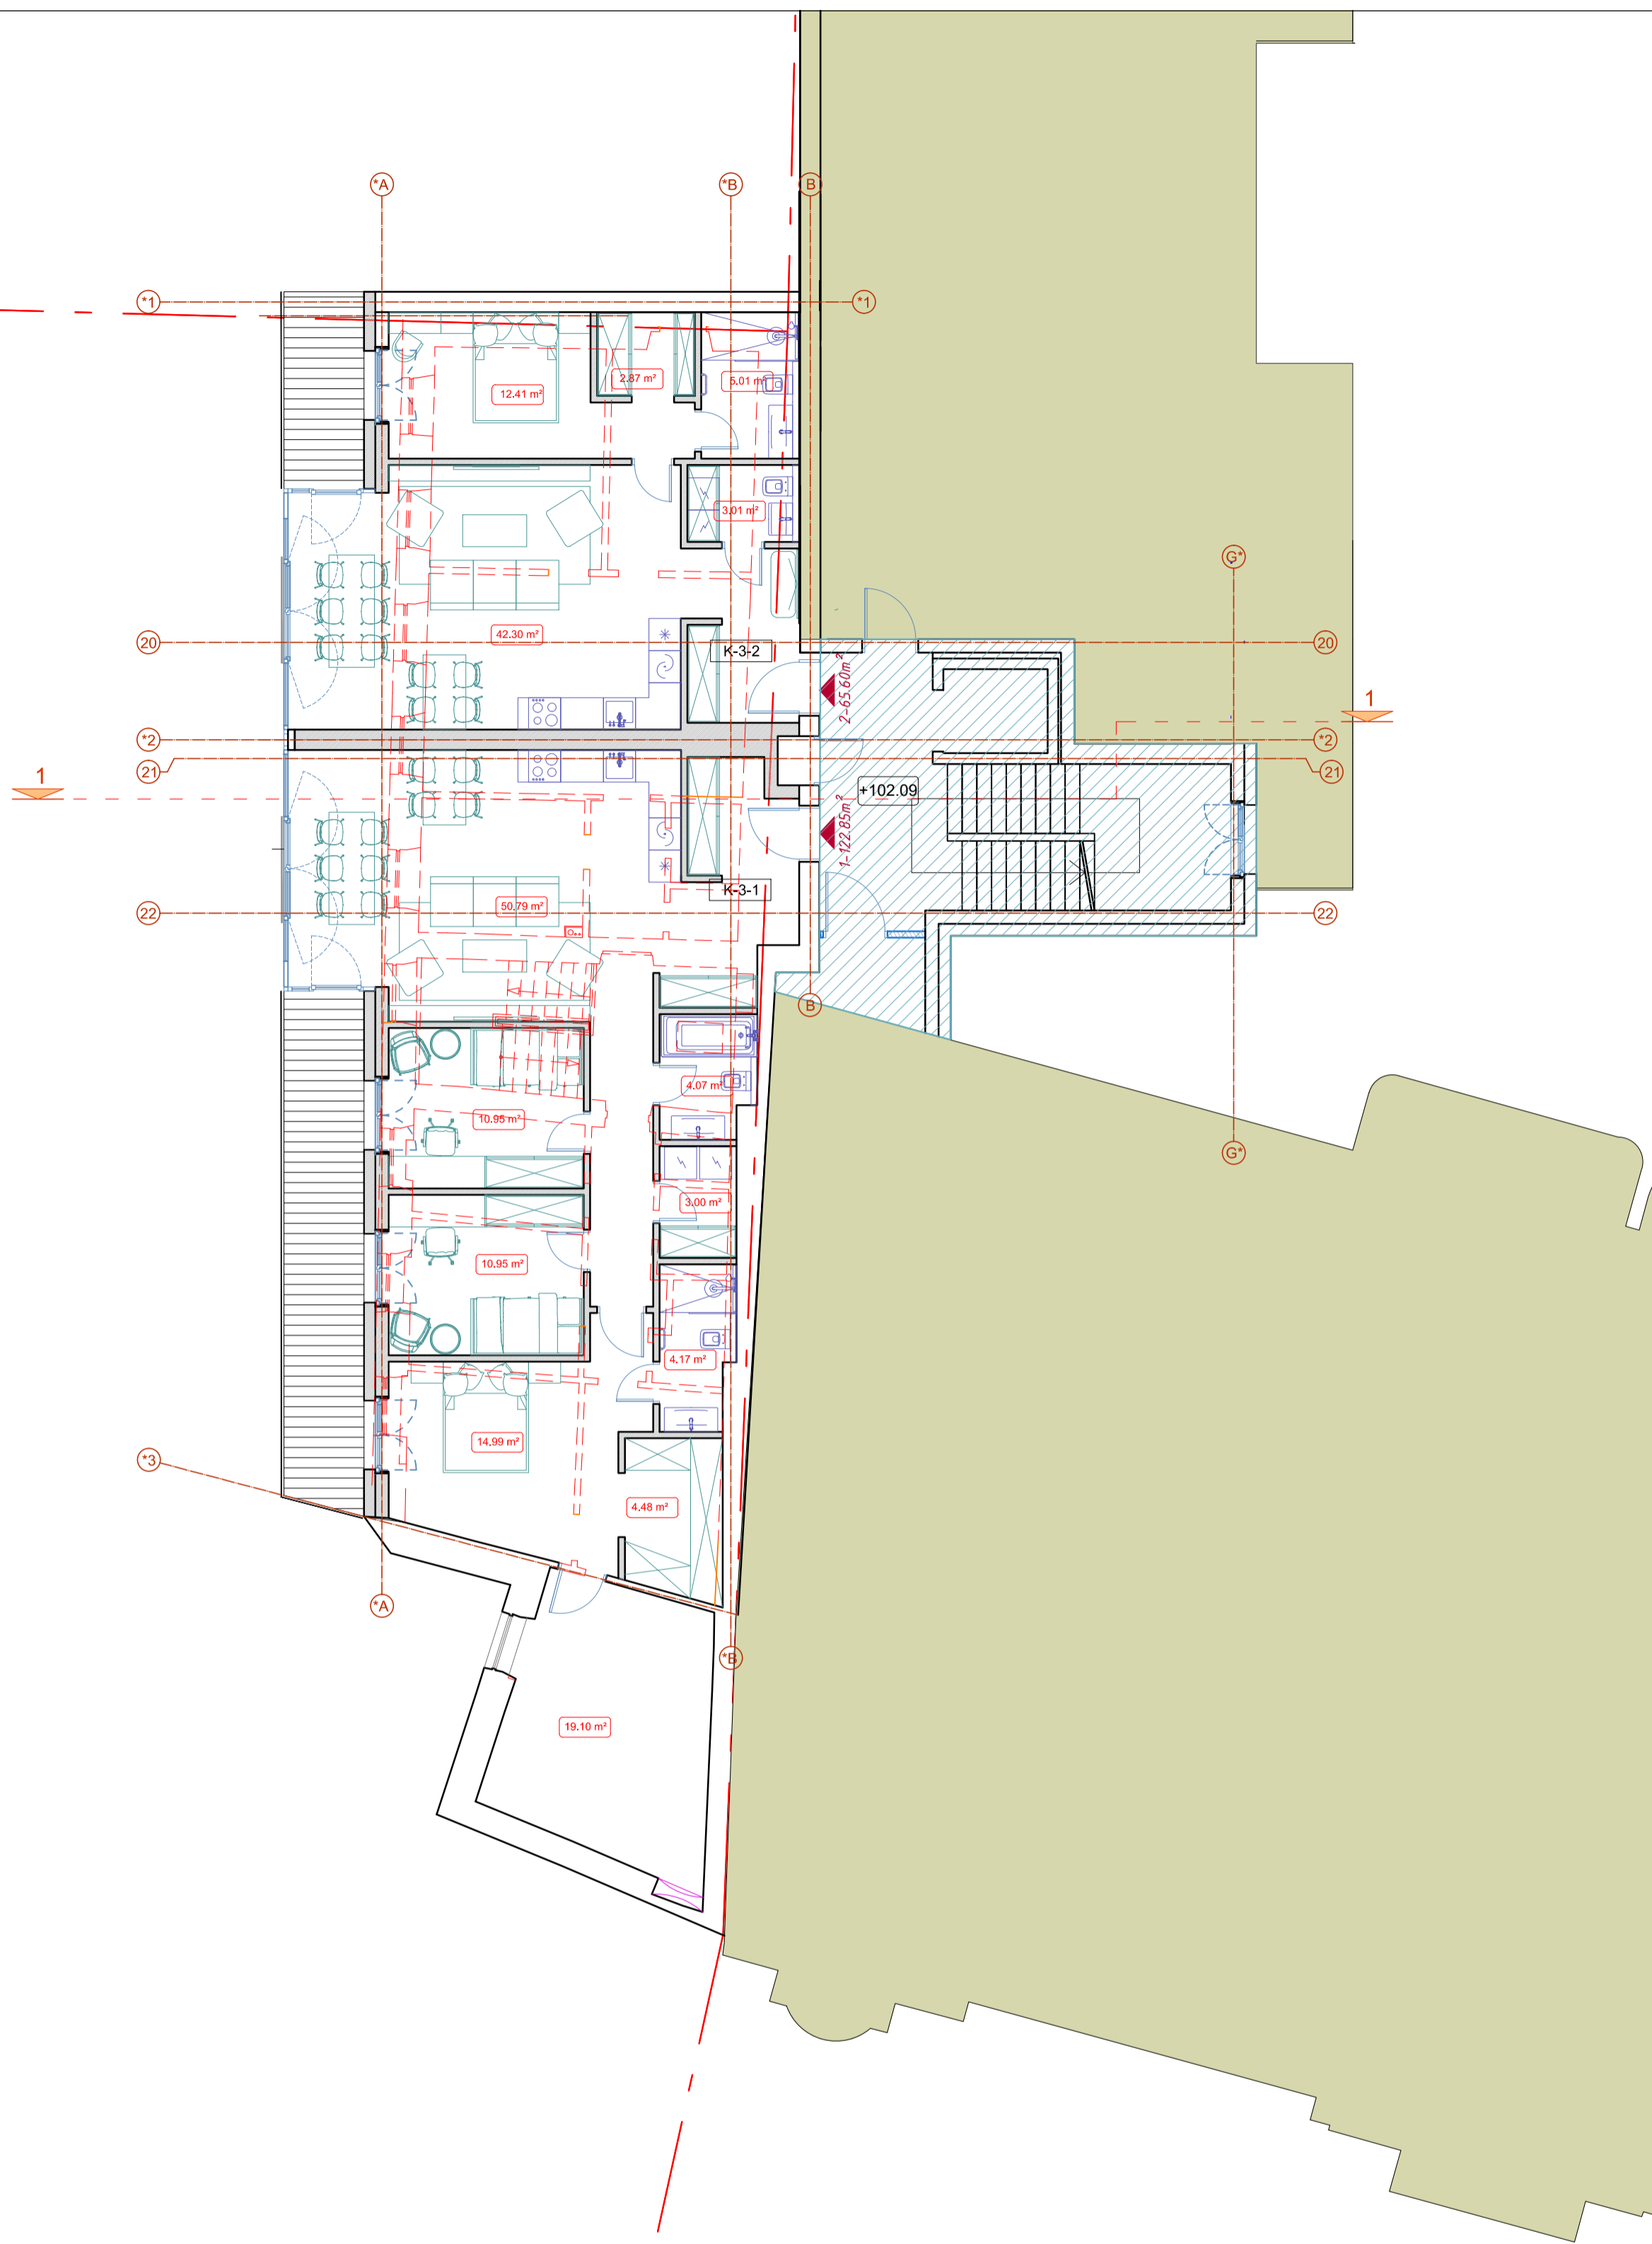 *A
*B
B
*1
*1
12.41 m²
2.87 m²
5.01 m²
3.01 m²
G*
42.30 m²
20
K-3-2
20
2-65.60m²
1
*2
*2
21
21
1
+102.09
1-122.85m²
K-3-1
50.79 m²
22
22
B
4.07 m²
10.95 m²
G*
3.00 m²
10.95 m²
4.17 m²
14.99 m²
*3
4.48 m²
*A
*B
19.10 m²